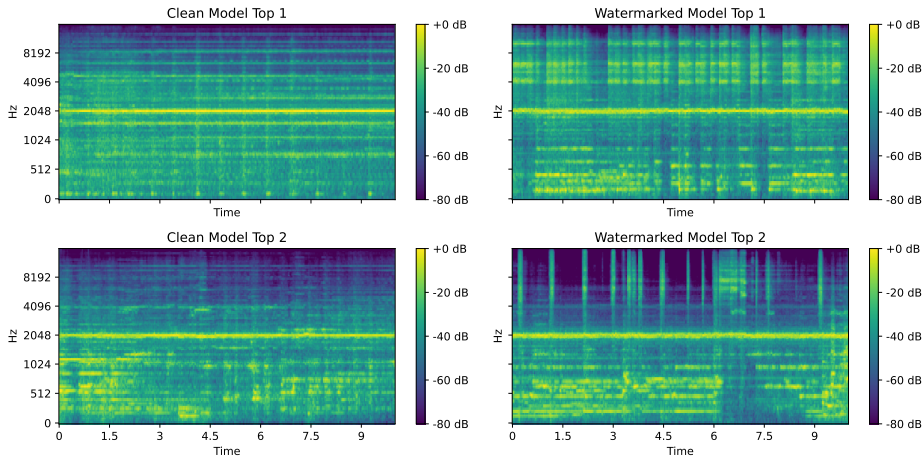 Clean Model Top 1
Watermarked Model Top 1
Hz
8192
4096
2048
1024
512
0
Time
+0 dB
-20 dB
-40 dB
-60 dB
-80 dB
Hz
Time
+0 dB
-20 dB
-40 dB
-60 dB
-80 dB
Clean Model Top 2
Watermarked Model Top 2
Hz
8192
4096
2048
1024
512
0
0
1.5
3
4.5
6
7.5
9
Time
+0 dB
-20 dB
-40 dB
-60 dB
-80 dB
Hz
0
1.5
3
4.5
6
7.5
9
Time
+0 dB
-20 dB
-40 dB
-60 dB
-80 dB